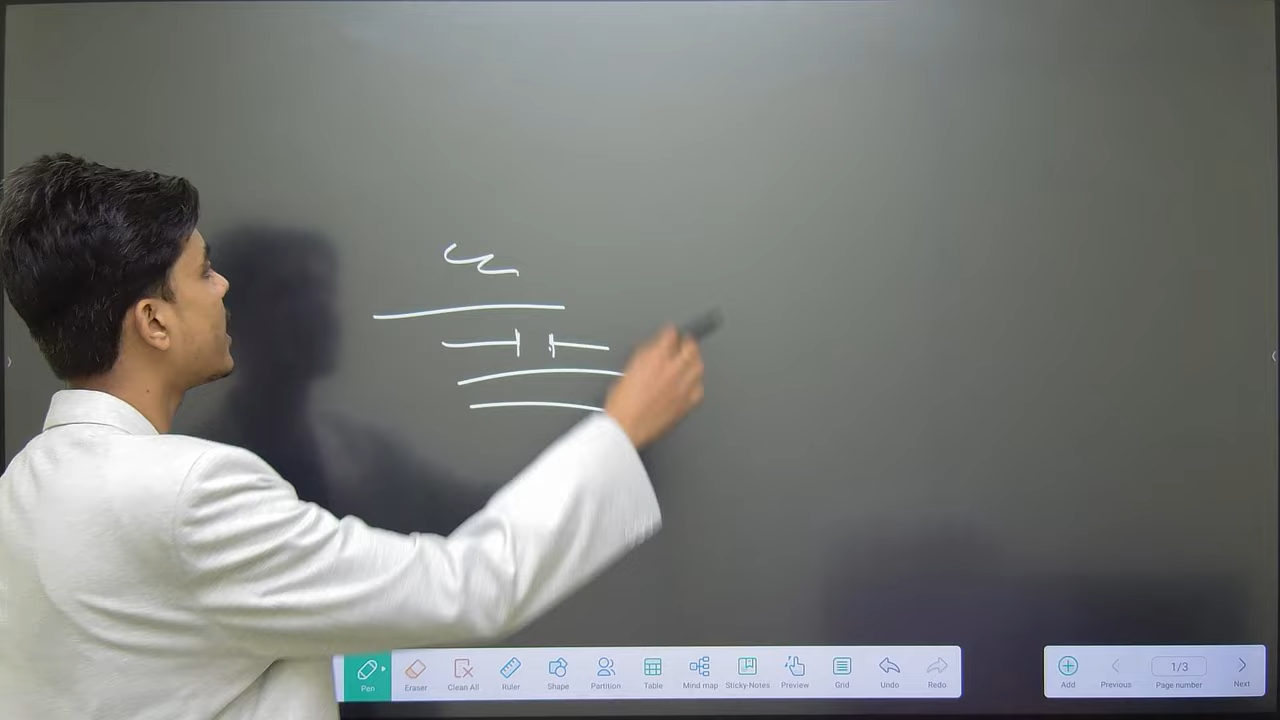 Pen
Eraser
Clean All
Ruler
Shape
Partition
Table
Mind map
Sticky-Notes
Preview
Grid
Undo
Redo
Add
Previous
1/3
Page number
Next